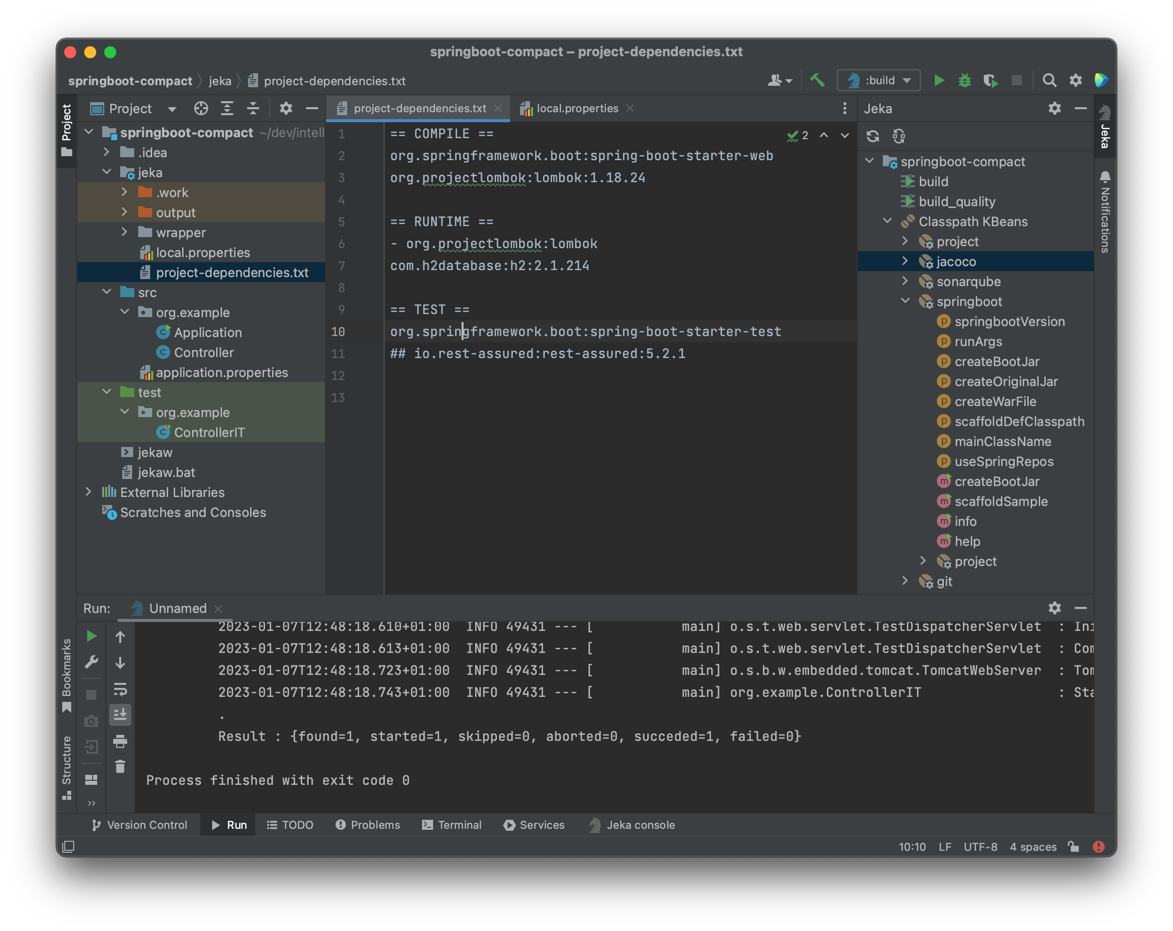 springboot-compact – project-dependencies.txt
springboot-compact jeka project-dependencies.txt
:build
Project
Project
springboot-compact ~/dev/intell
.idea
jeka
.work
output
wrapper
local.properties
project-dependencies.txt
src
org.example
Application
Controller
application.properties
test
org.example
ControllerIT
jekaw
jekaw.bat
External Libraries
Scratches and Consoles
project-dependencies.txt
local.properties
2
1 == COMPILE ==
2 org.springframework.boot:spring-boot-starter-web
3 org.projectlombok:lombok:1.18.24
4
5 == RUNTIME ==
6 - org.projectlombok:lombok
7 com.h2database:h2:2.1.214
8
9 == TEST ==
10 org.springframework.boot:spring-boot-starter-test
11 ## io.rest-assured:rest-assured:5.2.1
12
13
Jeka
springboot-compact
build
build_quality
Classpath KBeans
project
jacoco
sonarqube
springboot
springbootVersion
runArgs
createBootJar
createOriginalJar
createWarFile
scaffoldDefClasspath
mainClassName
useSpringRepos
createBootJar
scaffoldSample
info
help
project
git
Jeka
Notifications
Run: Unnamed
2023-01-07T12:48:18.610+01:00 INFO 49431 --- [ main] o.s.t.web.servlet.TestDispatcherServlet : Ini
2023-01-07T12:48:18.613+01:00 INFO 49431 --- [ main] o.s.t.web.servlet.TestDispatcherServlet : Com
2023-01-07T12:48:18.723+01:00 INFO 49431 --- [ main] o.s.b.w.embedded.tomcat.TomcatWebServer : Tom
2023-01-07T12:48:18.743+01:00 INFO 49431 --- [ main] org.example.ControllerIT : Sta
.
Result : {found=1, started=1, skipped=0, aborted=0, succeded=1, failed=0}
Process finished with exit code 0
Bookmarks
Structure
Version Control Run TODO Problems Terminal Services Jeka console
10:10 LF UTF-8 4 spaces